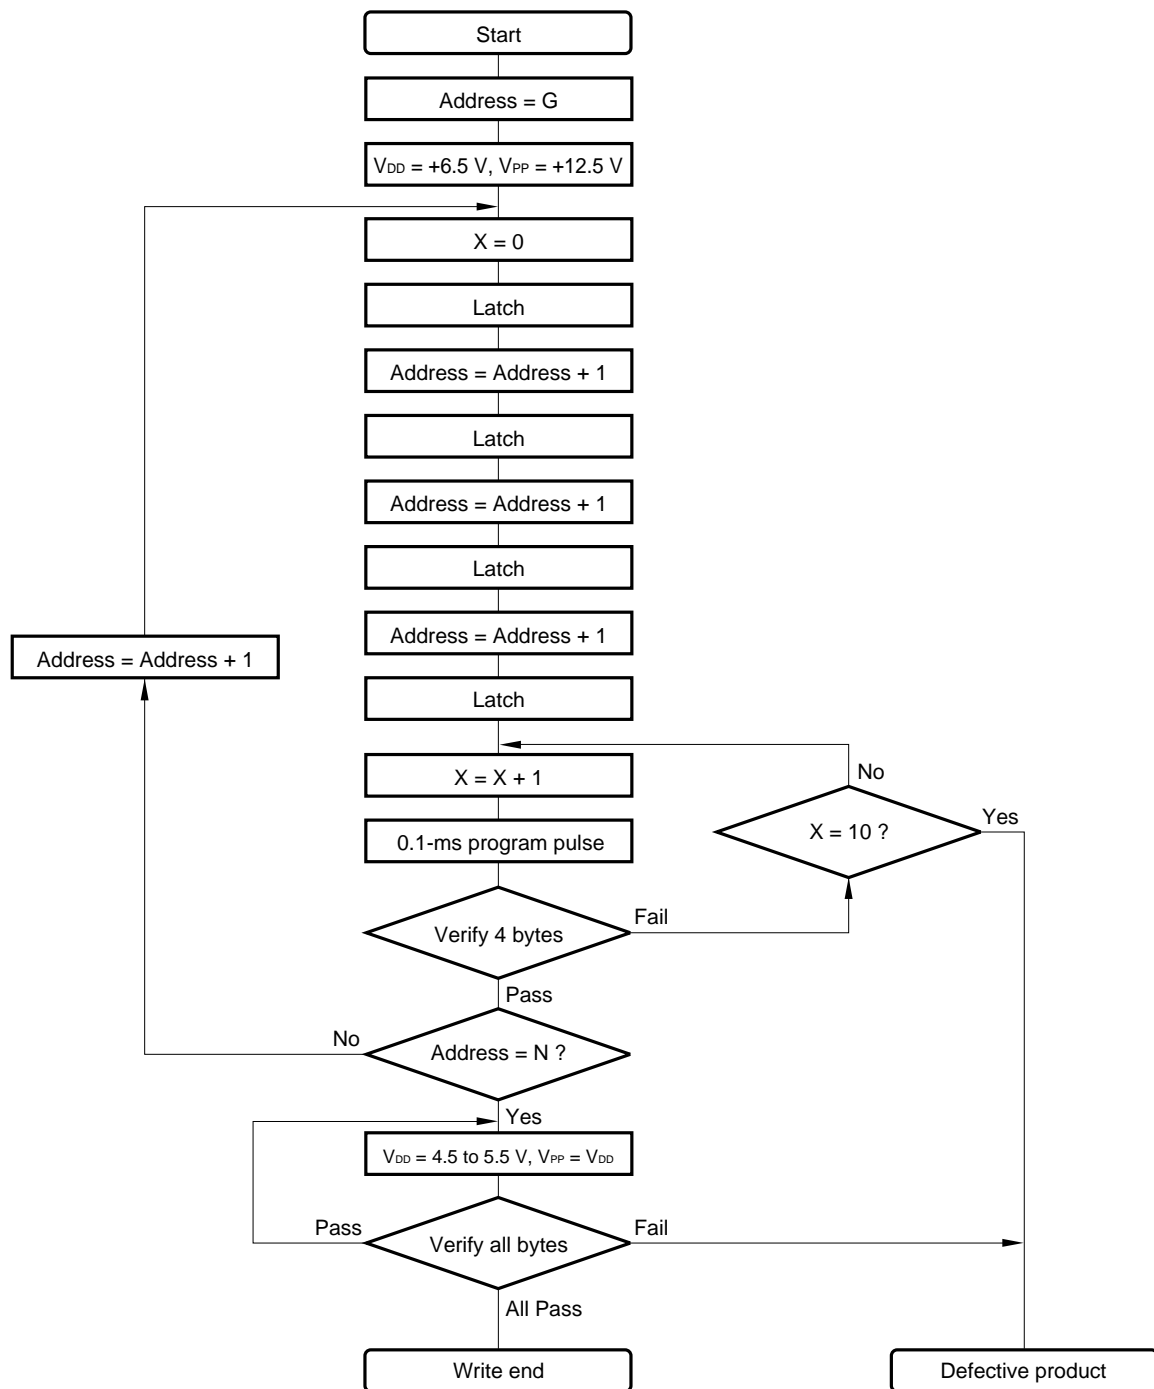 Start
Address = G
VDD = +6.5 V, VPP = +12.5 V
X = 0
Latch
Address = Address + 1
Latch
Address = Address + 1
Latch
Address = Address + 1
Address = Address + 1
Latch
X = X + 1
No
X = 10 ?
Yes
0.1-ms program pulse
Verify 4 bytes
Fail
Pass
No
Address = N ?
Yes
VDD = 4.5 to 5.5 V, VPP = VDD
Pass
Verify all bytes
Fail
All Pass
Write end
Defective product